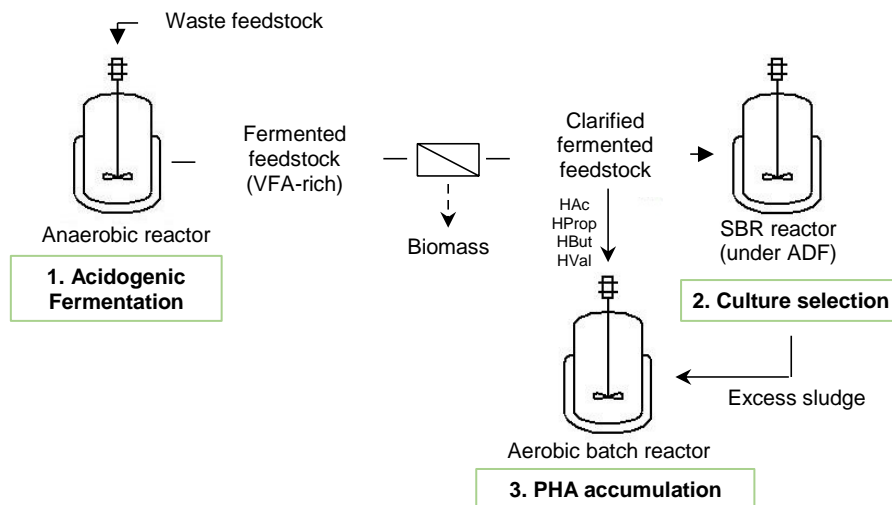 Waste feedstock
Fermented
feedstock
(VFA-rich)
Clarified
fermented
feedstock
HAc
HProp
HBut
HVal
Biomass
Anaerobic reactor
1. Acidogenic
Fermentation
SBR reactor
(under ADF)
2. Culture selection
Excess sludge
Aerobic batch reactor
3. PHA accumulation